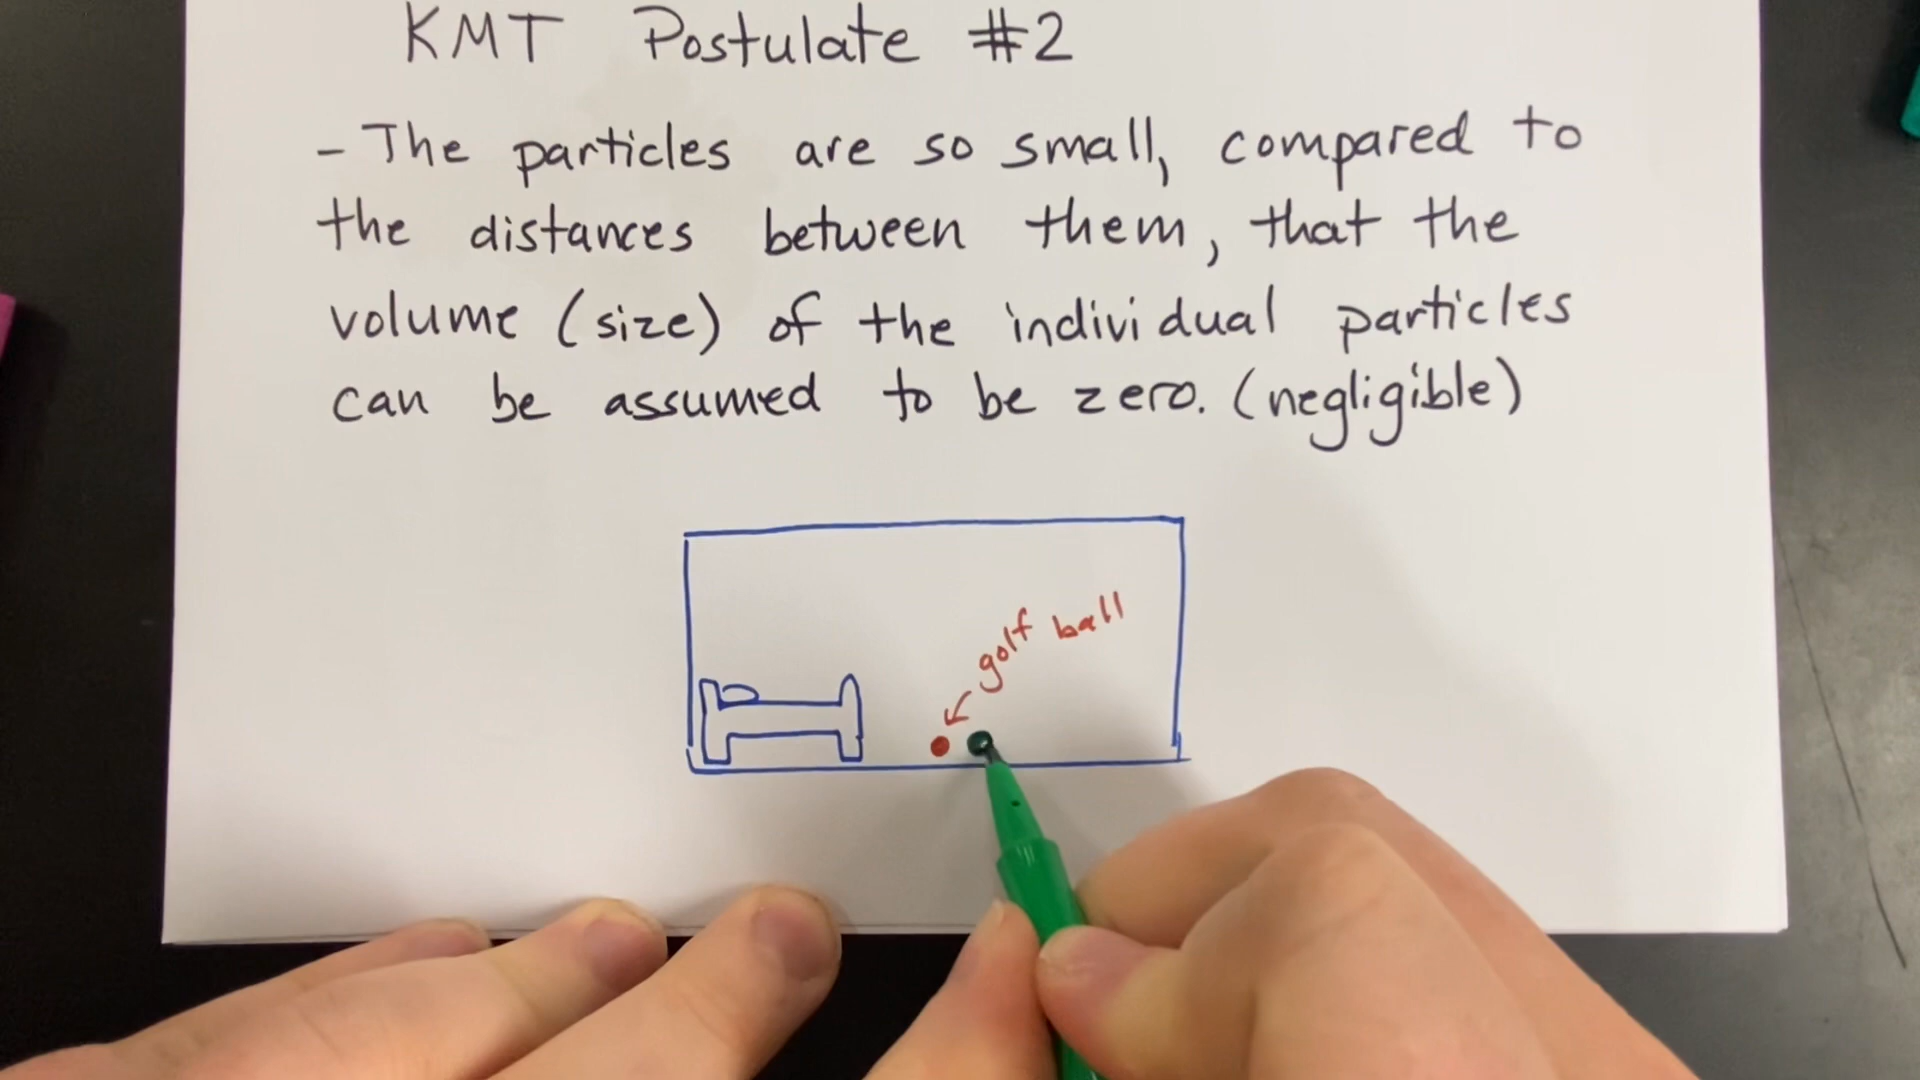 KMT Postulate #2
- The particles are so small, compared to
the distances between them, that the
volume (size) of the individual particles
can be assumed to be zero. (negligible)
golf ball